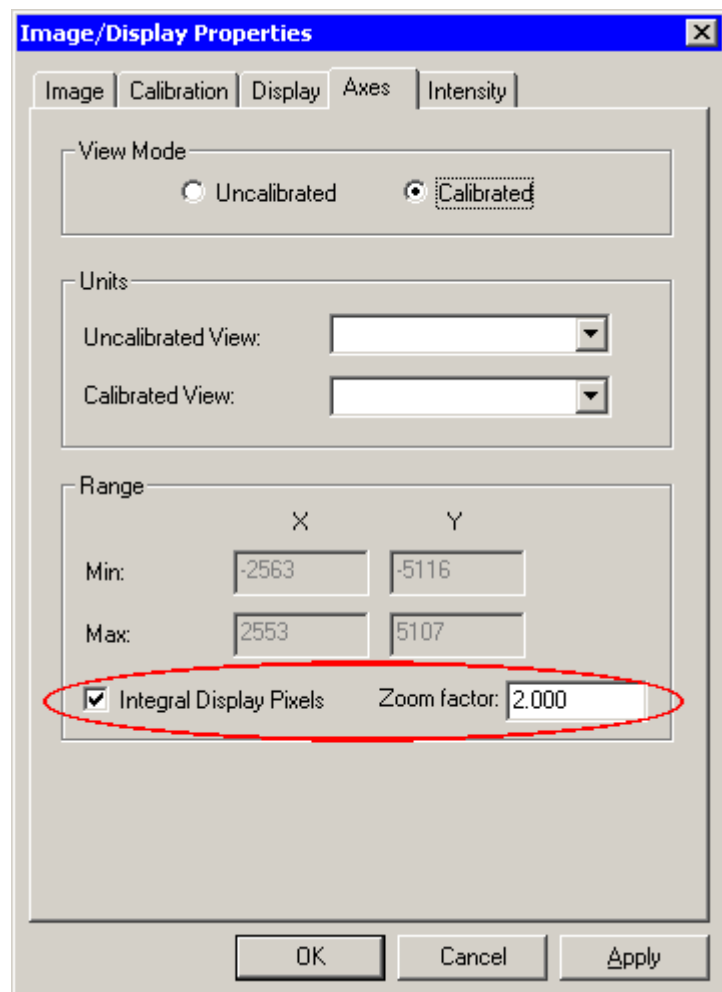 Image/Display Properties
Image Calibration Display Axes Intensity
View Mode
Uncalibrated Calibrated
Units
Uncalibrated View:
Calibrated View:
Range
X Y
Min: -2563 -5116
Max: 2553 5107
Integral Display Pixels Zoom factor: 2.000
OK Cancel Apply